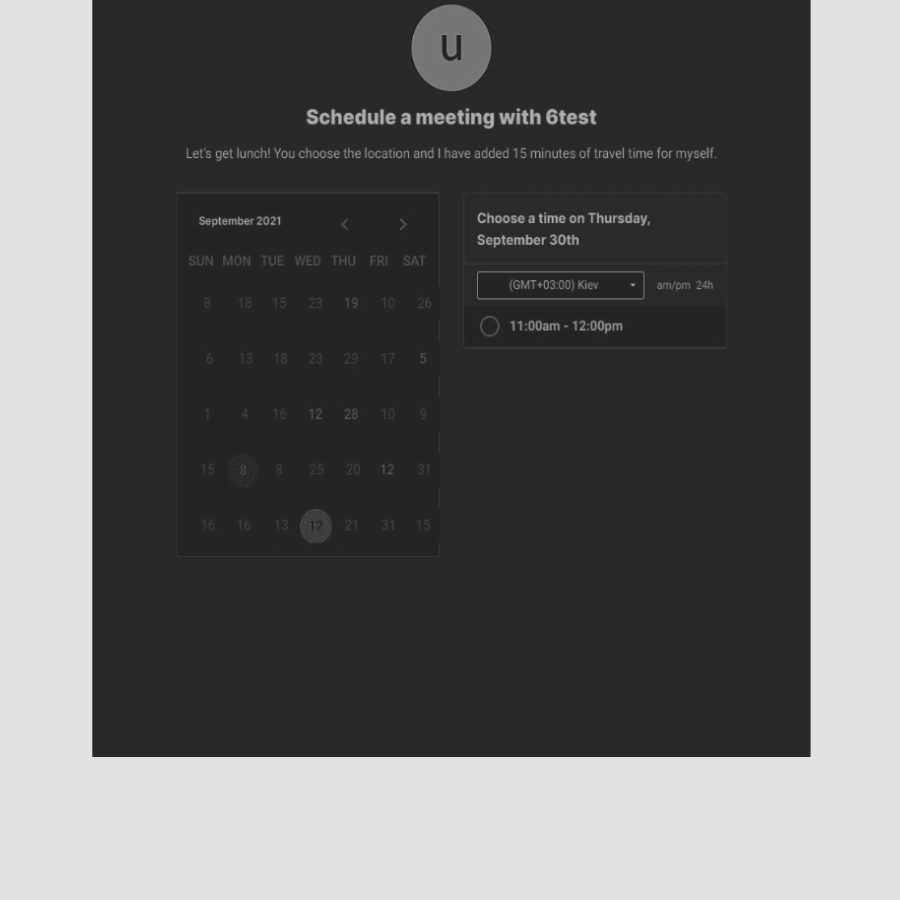 u
Schedule a meeting with 6test
Let's get lunch! You choose the location and I have added 15 minutes of travel time for myself.
September 2021
SUN MON TUE WED THU FRI SAT
8 18 15 23 19 10 26
6 13 18 23 29 17 5
1 4 16 12 28 10 9
15 8 8 25 20 12 31
16 16 13 12 21 31 15
Choose a time on Thursday,
September 30th
(GMT+03:00) Kiev am/pm 24h
11:00am - 12:00pm